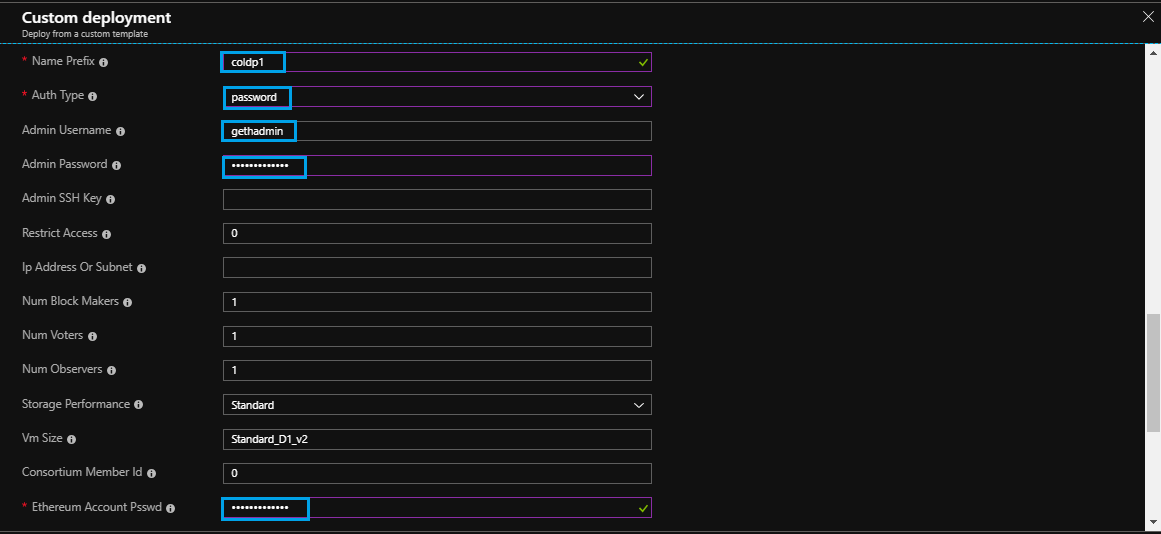 Custom deployment
Deploy from a custom template
* Name Prefix coldp1
* Auth Type password
Admin Username gethadmin
Admin Password •••••••••••••
Admin SSH Key
Restrict Access 0
Ip Address Or Subnet
Num Block Makers 1
Num Voters 1
Num Observers 1
Storage Performance Standard
Vm Size Standard_D1_v2
Consortium Member Id 0
* Ethereum Account Psswd •••••••••••••